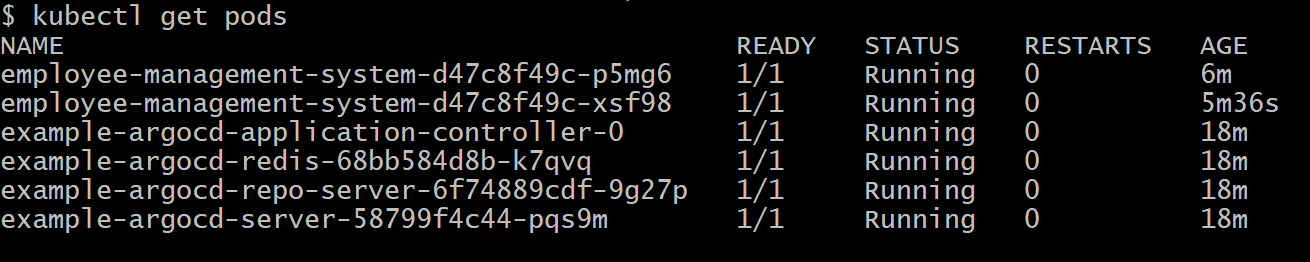 $ kubectl get pods
NAME READY STATUS RESTARTS AGE
employee-management-system-d47c8f49c-p5mg6 1/1 Running 0 6m
employee-management-system-d47c8f49c-xsf98 1/1 Running 0 5m36s
example-argocd-application-controller-0 1/1 Running 0 18m
example-argocd-redis-68bb584d8b-k7qvq 1/1 Running 0 18m
example-argocd-repo-server-6f74889cdf-9g27p 1/1 Running 0 18m
example-argocd-server-58799f4c44-pqs9m 1/1 Running 0 18m